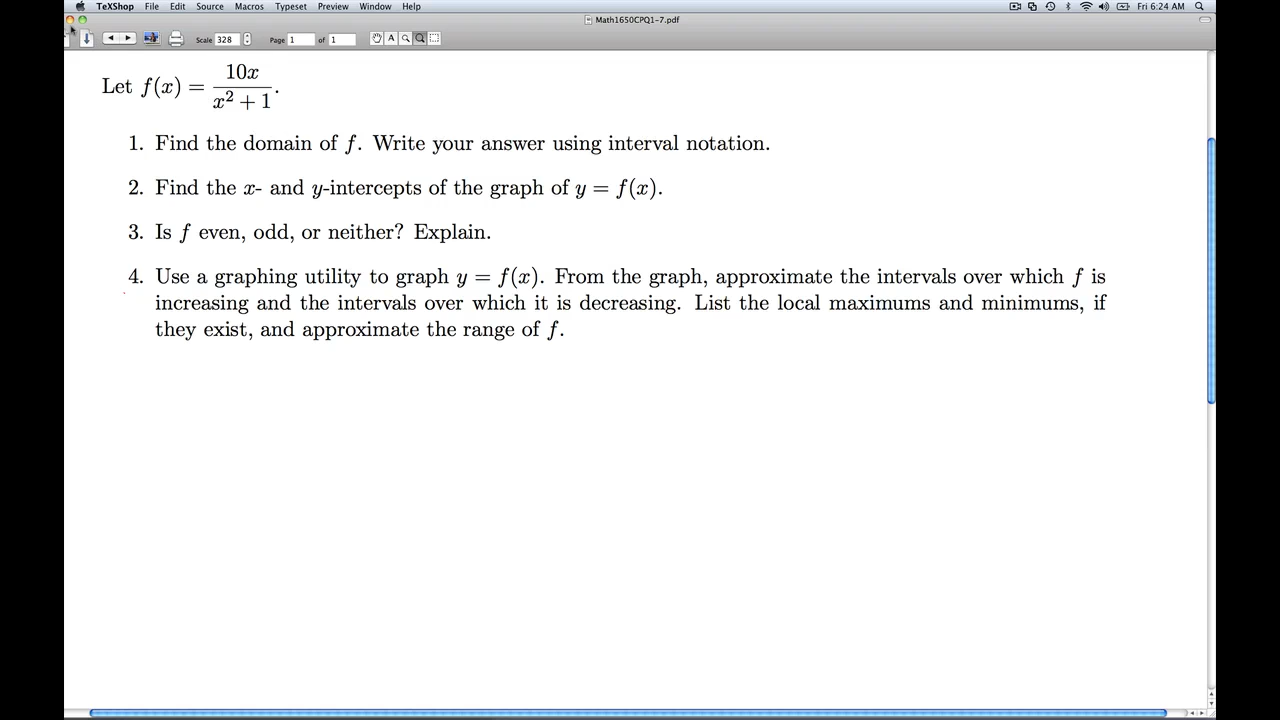 TeXShop File Edit Source Macros Typeset Preview Window Help Fri 6:24 AM
Math1650CPQ1-7.pdf
Scale 328 Page 1 of 1 A
Let f(x) = 10x / x² + 1.
1. Find the domain of f. Write your answer using interval notation.
2. Find the x- and y-intercepts of the graph of y = f(x).
3. Is f even, odd, or neither? Explain.
4. Use a graphing utility to graph y = f(x). From the graph, approximate the intervals over which f is
increasing and the intervals over which it is decreasing. List the local maximums and minimums, if
they exist, and approximate the range of f.